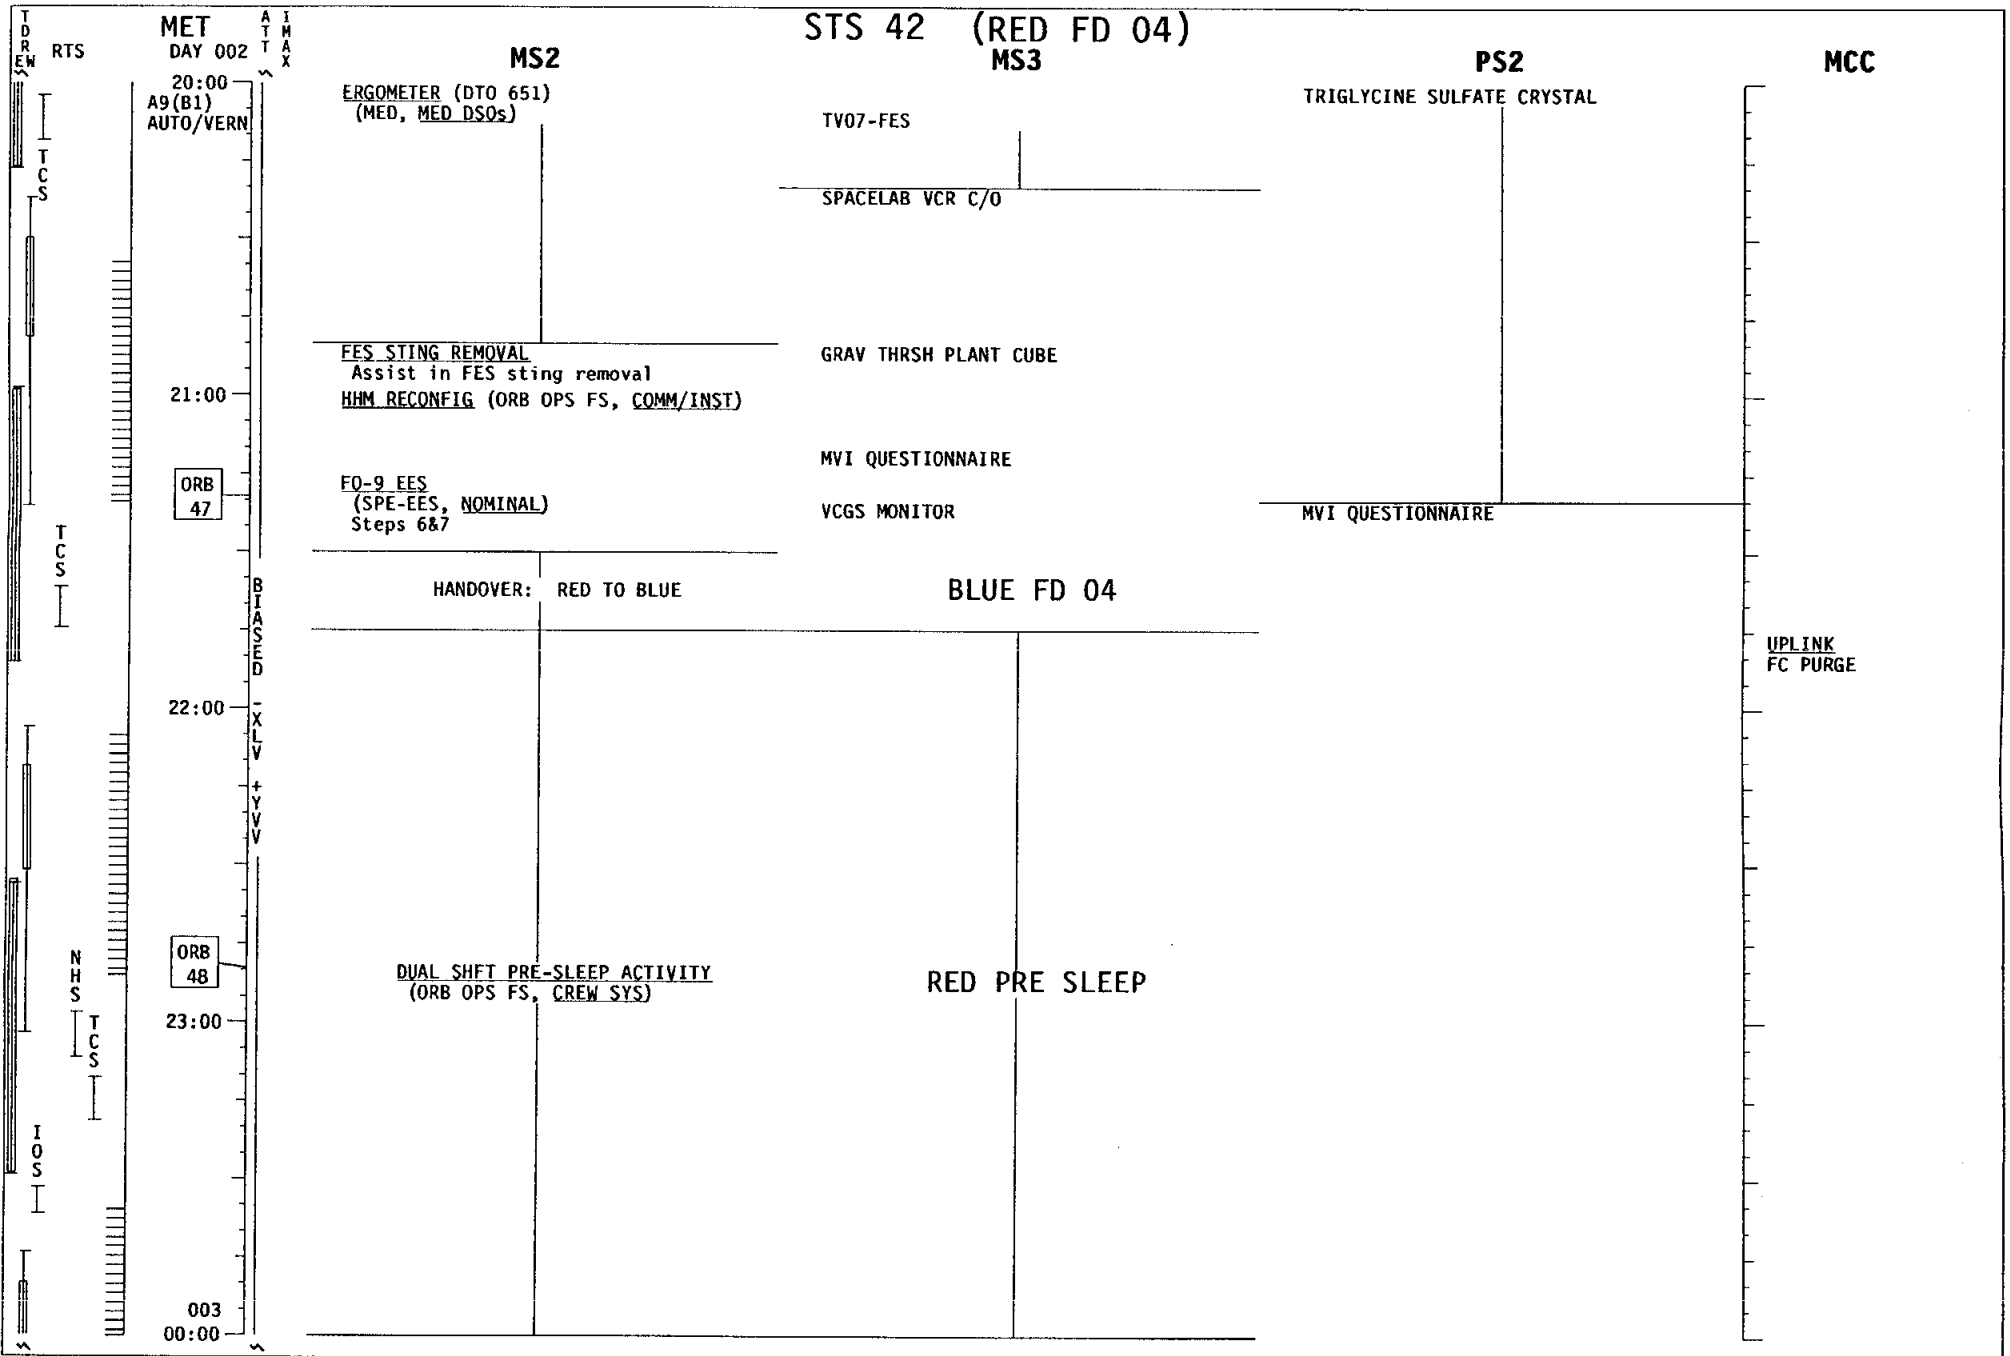 STS 42 (RED FD 04)
TDRE W
RTS
MET
DAY 002
ATT
IMAX
MS2
MS3
PS2
MCC
20:00
A9(B1)
AUTO/VERN
TCS
ERGOMETER (DTO 651)
(MED, MED DSOs)
TV07-FES
TRIGLYCINE SULFATE CRYSTAL
SPACELAB VCR C/O
FES STING REMOVAL
Assist in FES sting removal
GRAV THRSH PLANT CUBE
21:00
HHM RECONFIG (ORB OPS FS, COMM/INST)
MVI QUESTIONNAIRE
ORB
47
FO-9 EES
(SPE-EES, NOMINAL)
Steps 6&7
VCGS MONITOR
MVI QUESTIONNAIRE
TCS
BIASED -XLV +YVV
HANDOVER: RED TO BLUE
BLUE FD 04
UPLINK
FC PURGE
22:00
ORB
48
NHS
DUAL SHFT PRE-SLEEP ACTIVITY
(ORB OPS FS, CREW SYS)
RED PRE SLEEP
23:00
TCS
IOS
003
00:00